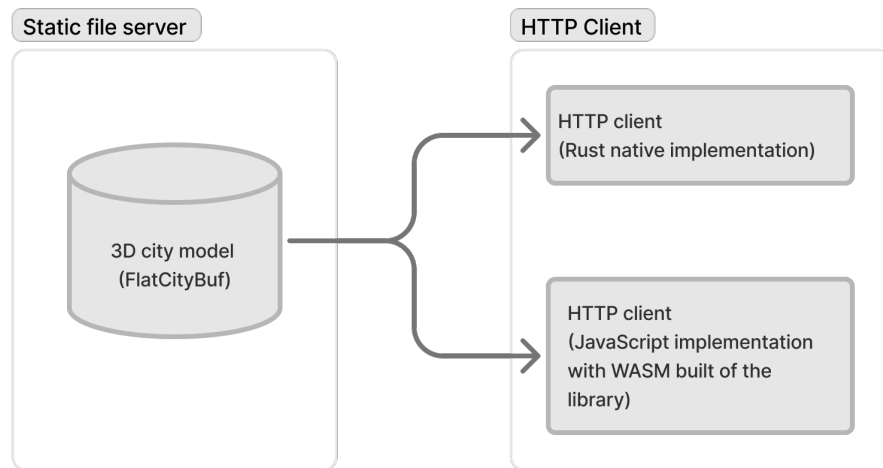 Static file server
HTTP Client
3D city model
(FlatCityBuf)
HTTP client
(Rust native implementation)
HTTP client
(JavaScript implementation
with WASM built of the
library)